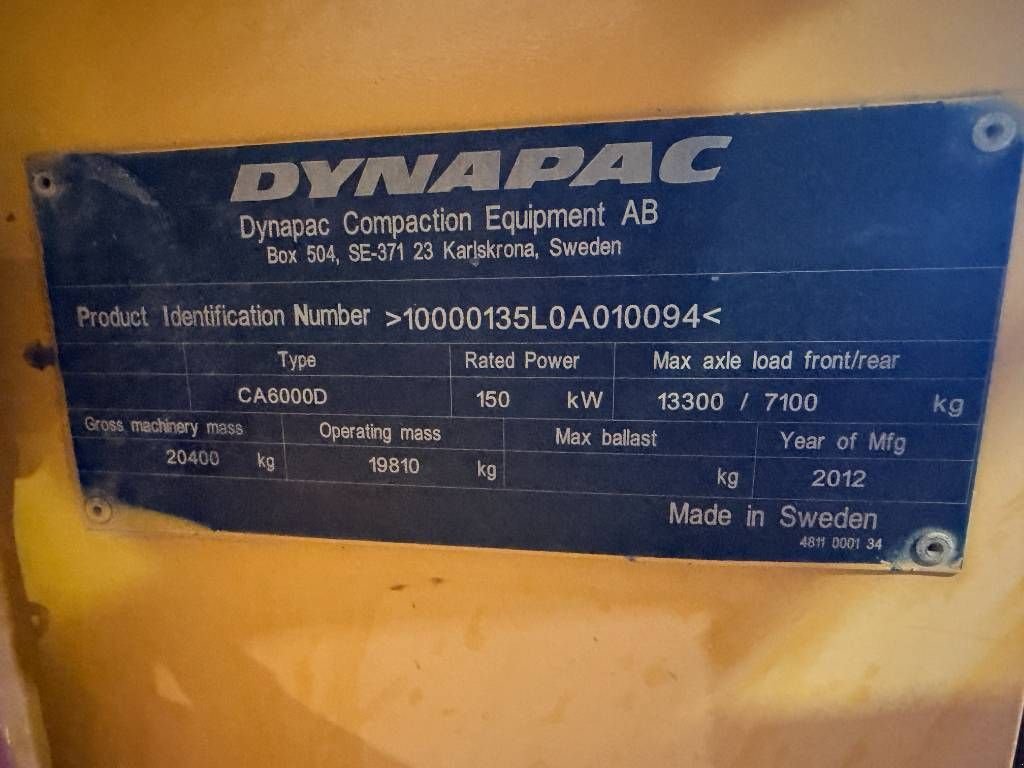 DYNAPAC
Dynapac Compaction Equipment AB
Box 504, SE-371 23 Karlskrona, Sweden
Product Identification Number >10000135L0A010094<
Type Rated Power Max axle load front/rear
CA6000D 150 kW 13300 / 7100 kg
Gross machinery mass Operating mass Max ballast Year of Mfg
20400 kg 19810 kg kg 2012
Made in Sweden
4811 0001 34